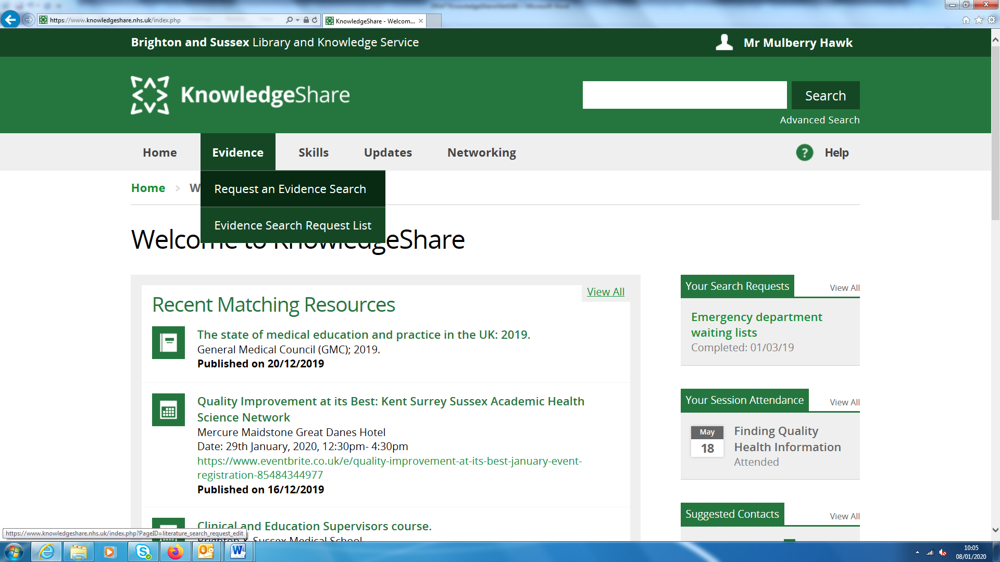 https://www.knowledgeshare.nhs.uk/index.php
KnowledgeShare - Welcom...
Brighton and Sussex Library and Knowledge Service
Mr Mulberry Hawk
KnowledgeShare
Search
Advanced Search
Home
Evidence
Skills
Updates
Networking
? Help
Home > W
Request an Evidence Search
Evidence Search Request List
Welcome to KnowledgeShare
View All
Recent Matching Resources
The state of medical education and practice in the UK: 2019.
General Medical Council (GMC); 2019.
Published on 20/12/2019
Quality Improvement at its Best: Kent Surrey Sussex Academic Health
Science Network
Mercure Maidstone Great Danes Hotel
Date: 29th January, 2020, 12:30pm- 4:30pm
https://www.eventbrite.co.uk/e/quality-improvement-at-its-best-january-event-
registration-85484344977
Published on 16/12/2019
Clinical and Education Supervisors course.
Brighton & Sussex Medical School
Your Search Requests
View All
Emergency department
waiting lists
Completed: 01/03/19
Your Session Attendance
View All
May
18
Finding Quality
Health Information
Attended
Suggested Contacts
View All
https://www.knowledgeshare.nhs.uk/index.php?PageID=literature_search_request_edit
10:05
08/01/2020